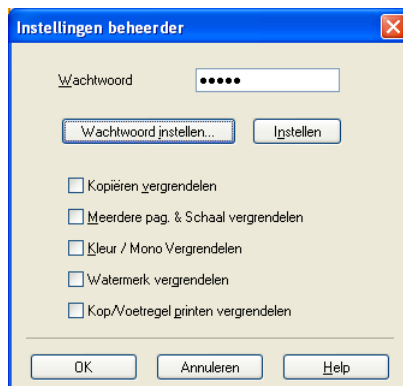 Instellingen beheerder
Wachtwoord •••••
Wachtwoord instellen... Instellen
Kopiëren vergrendelen
Meerdere pag. & Schaal vergrendelen
Kleur / Mono Vergrendelen
Watermerk vergrendelen
Kop/Voetregel printen vergrendelen
OK Annuleren Help